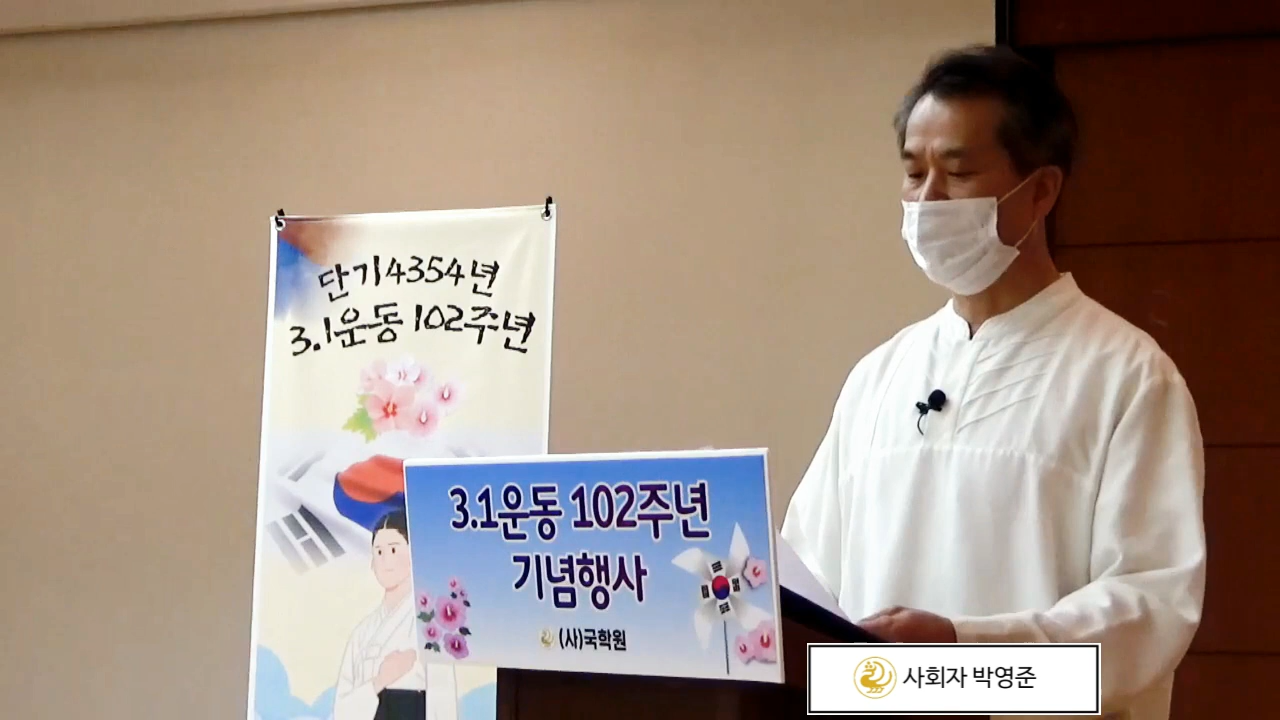 단기4354년
3.1운동 102주년
3.1운동 102주년
기념행사
(사)국학원
사회자 박영준